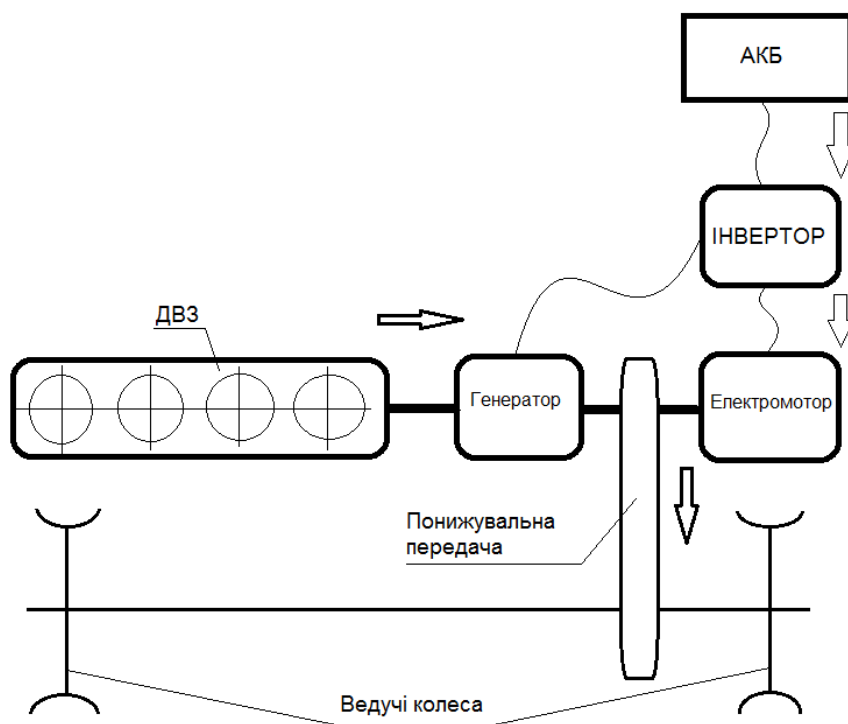 АКБ
ІНВЕРТОР
ДВЗ
Генератор
Електромотор
Понижувальна
передача
Ведучі колеса